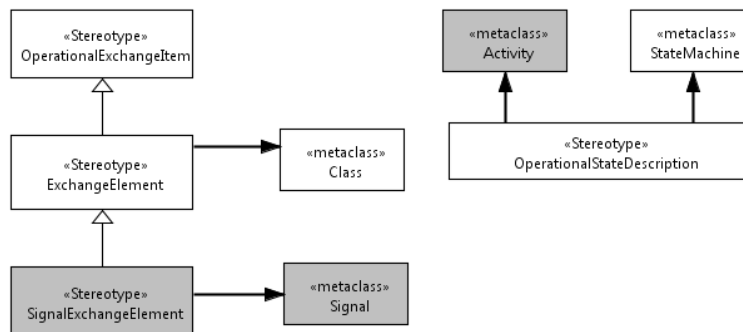 «Stereotype»
OperationalExchangeItem
«Stereotype»
ExchangeElement
«metaclass»
Class
«Stereotype»
SignalExchangeElement
«metaclass»
Signal
«metaclass»
Activity
«metaclass»
StateMachine
«Stereotype»
OperationalStateDescription